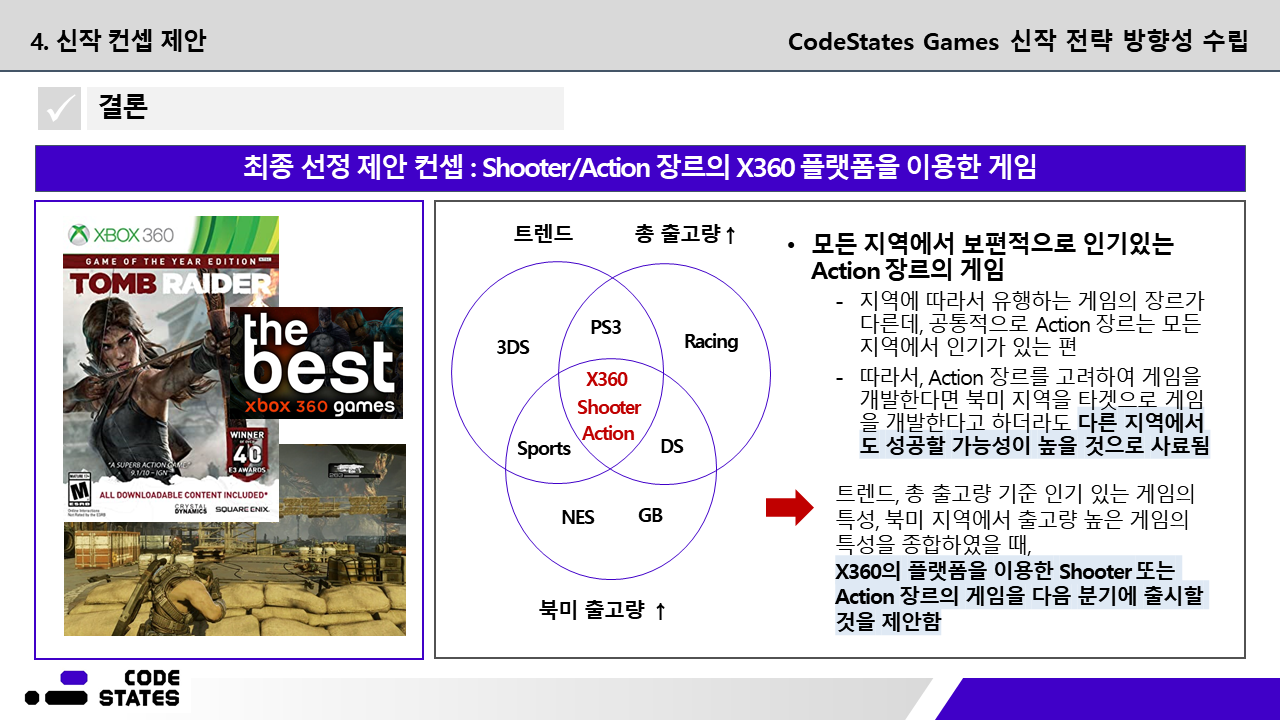 4. 신작 컨셉 제안
CodeStates Games 신작 전략 방향성 수립
결론
최종 선정 제안 컨셉 : Shooter/Action 장르의 X360 플랫폼을 이용한 게임
XBOX 360
GAME OF THE YEAR EDITION
TOMB RAIDER
the
best
xbox 360 games
WINNER
OF OVER
40
E3 AWARDS
"A SUPERB ACTION GAME."
9.1/10 – IGN
MATURE 17+
M
ESRB
ALL DOWNLOADABLE CONTENT INCLUDED*
CRYSTAL
DYNAMICS
SQUARE ENIX.
트렌드
총 출고량 ↑
3DS
PS3
Racing
X360
Shooter
Action
Sports
DS
NES
GB
북미 출고량 ↑
• 모든 지역에서 보편적으로 인기있는
Action 장르의 게임
- 지역에 따라서 유행하는 게임의 장르가
다른데, 공통적으로 Action 장르는 모든
지역에서 인기가 있는 편
- 따라서, Action 장르를 고려하여 게임을
개발한다면 북미 지역을 타겟으로 게임
을 개발한다고 하더라도 다른 지역에서
도 성공할 가능성이 높을 것으로 사료됨
트렌드, 총 출고량 기준 인기 있는 게임의
특성, 북미 지역에서 출고량 높은 게임의
특성을 종합하였을 때,
X360의 플랫폼을 이용한 Shooter 또는
Action 장르의 게임을 다음 분기에 출시할
것을 제안함
CODE
STATES